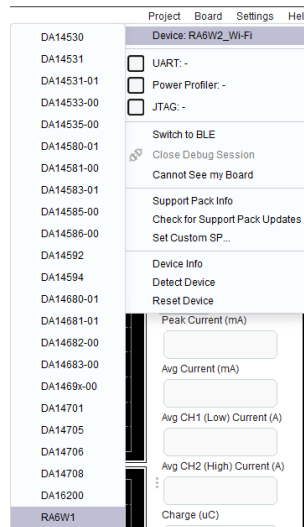 Project Board Settings Hel
Device: RA6W2_Wi-Fi
UART: -
Power Profiler: -
JTAG: -
Switch to BLE
Close Debug Session
Cannot See my Board
Support Pack Info
Check for Support Pack Updates
Set Custom SP...
Device Info
Detect Device
Reset Device
DA14530
DA14531
DA14531-01
DA14533-00
DA14535-00
DA14580-01
DA14581-00
DA14583-01
DA14585-00
DA14586-00
DA14592
DA14594
DA14680-01
DA14681-01
DA14682-00
DA14683-00
DA1469x-00
DA14701
DA14705
DA14706
DA14708
DA16200
RA6W1
Peak Current (mA)
Avg Current (mA)
Avg CH1 (Low) Current (A)
Avg CH2 (High) Current (A)
Charge (uC)